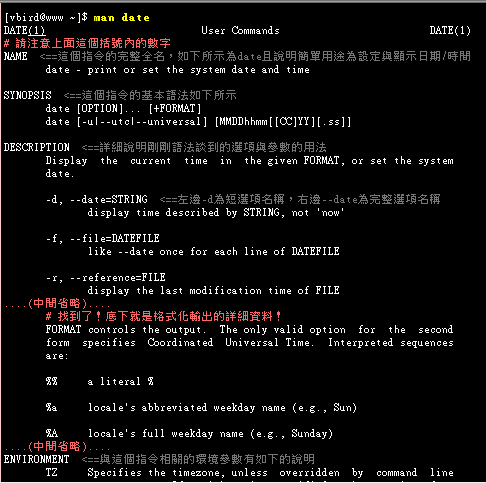 [vbird@www ~]$ man date
DATE(1) User Commands DATE(1)
# 請注意上面這個括號內的數字
NAME <==這個指令的完整全名，如下所示為date且說明簡單用途為設定與顯示日期/時間
date - print or set the system date and time
SYNOPSIS <==這個指令的基本語法如下所示
date [OPTION]... [+FORMAT]
date [-u|--utc|--universal] [MMDDhhmm[[CC]YY][.ss]]
DESCRIPTION <==詳細說明剛剛語法談到的選項與參數的用法
Display the current time in the given FORMAT, or set the system
date.
-d, --date=STRING <==左邊-d為短選項名稱，右邊--date為完整選項名稱
display time described by STRING, not 'now'
-f, --file=DATEFILE
like --date once for each line of DATEFILE
-r, --reference=FILE
display the last modification time of FILE
....(中間省略)....
# 找到了！底下就是格式化輸出的詳細資料！
FORMAT controls the output. The only valid option for the second
form specifies Coordinated Universal Time. Interpreted sequences
are:
%% a literal %
%a locale's abbreviated weekday name (e.g., Sun)
%A locale's full weekday name (e.g., Sunday)
....(中間省略)....
ENVIRONMENT <==與這個指令相關的環境參數有如下的說明
TZ Specifies the timezone, unless overridden by command line